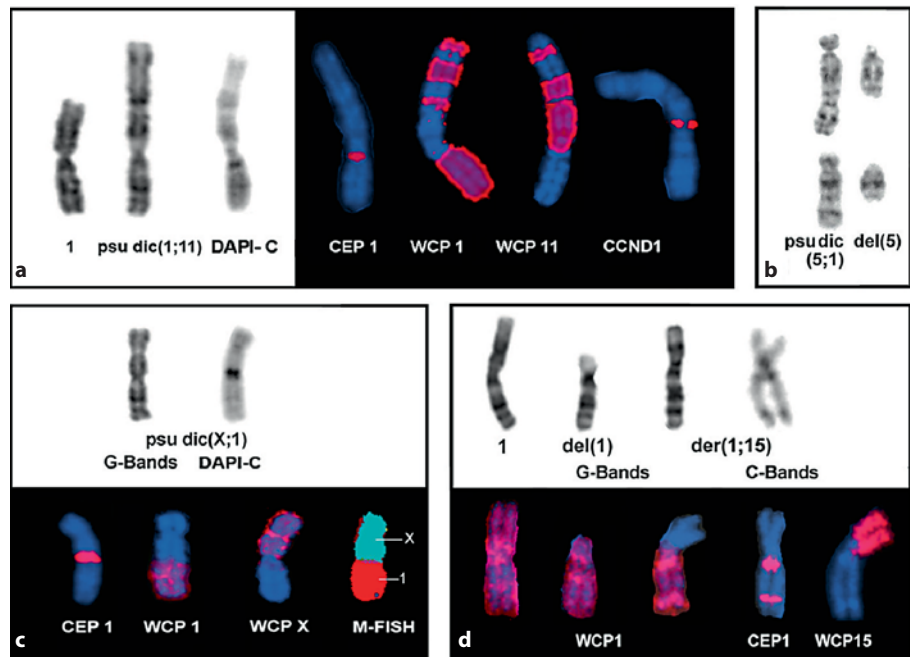 1 psu dic(1;11) DAPI-C
CEP 1 WCP 1 WCP 11 CCND1
a
psu dic del(5)
(5;1)
b
psu dic(X;1)
G-Bands DAPI-C
X
1
CEP 1 WCP 1 WCP X M-FISH
c
1 del(1) der(1;15)
G-Bands C-Bands
WCP1 CEP1 WCP15
d